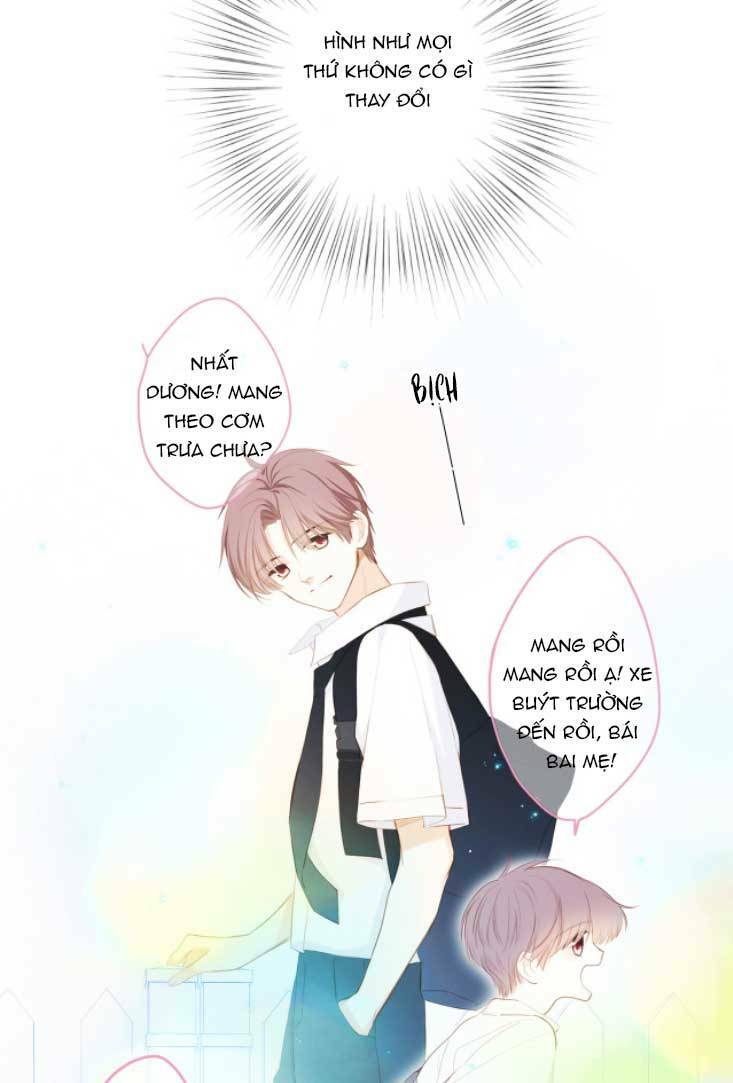 HÌNH NHƯ MỌI
THỨ KHÔNG CÓ GÌ
THAY ĐỔI
NHẤT
DƯƠNG! MANG
THEO CƠM
TRƯA CHƯA?
BỊCH
MANG RỒI
MANG RỒI Ạ! XE
BUÝT TRƯỜNG
ĐẾN RỒI, BÁI
BAI MẸ!